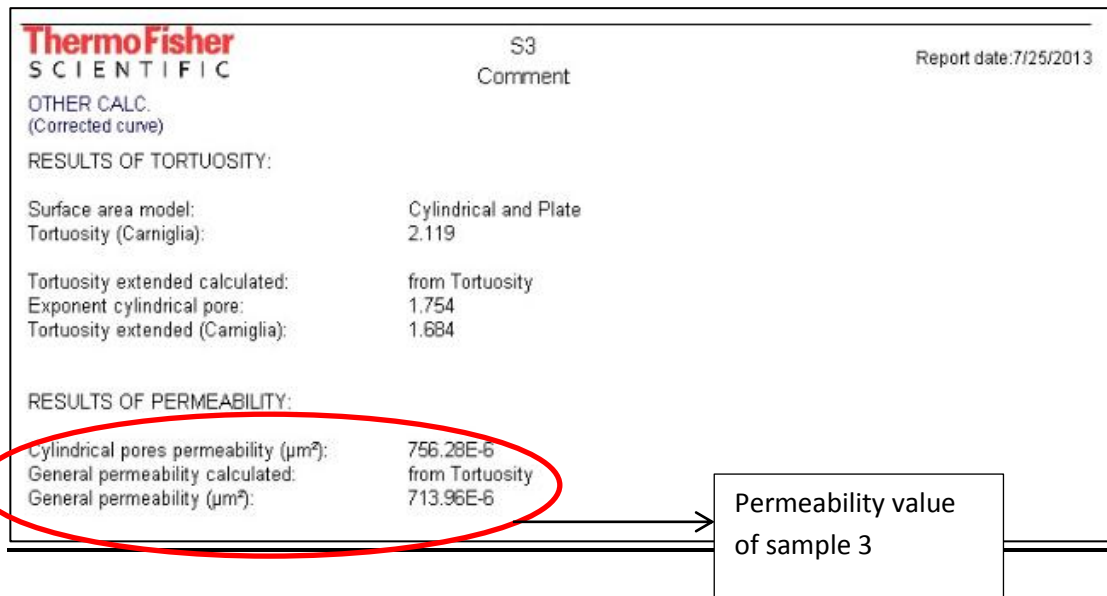 ThermoFisher
SCIENTIFIC
S3
Comment
Report date:7/25/2013
OTHER CALC.
(Corrected curve)
RESULTS OF TORTUOSITY:
Surface area model: Cylindrical and Plate
Tortuosity (Carniglia): 2.119
Tortuosity extended calculated: from Tortuosity
Exponent cylindrical pore: 1.754
Tortuosity extended (Carniglia): 1.684
RESULTS OF PERMEABILITY:
Cylindrical pores permeability (µm²): 756.28E-6
General permeability calculated: from Tortuosity
General permeability (µm²): 713.96E-6
Permeability value
of sample 3